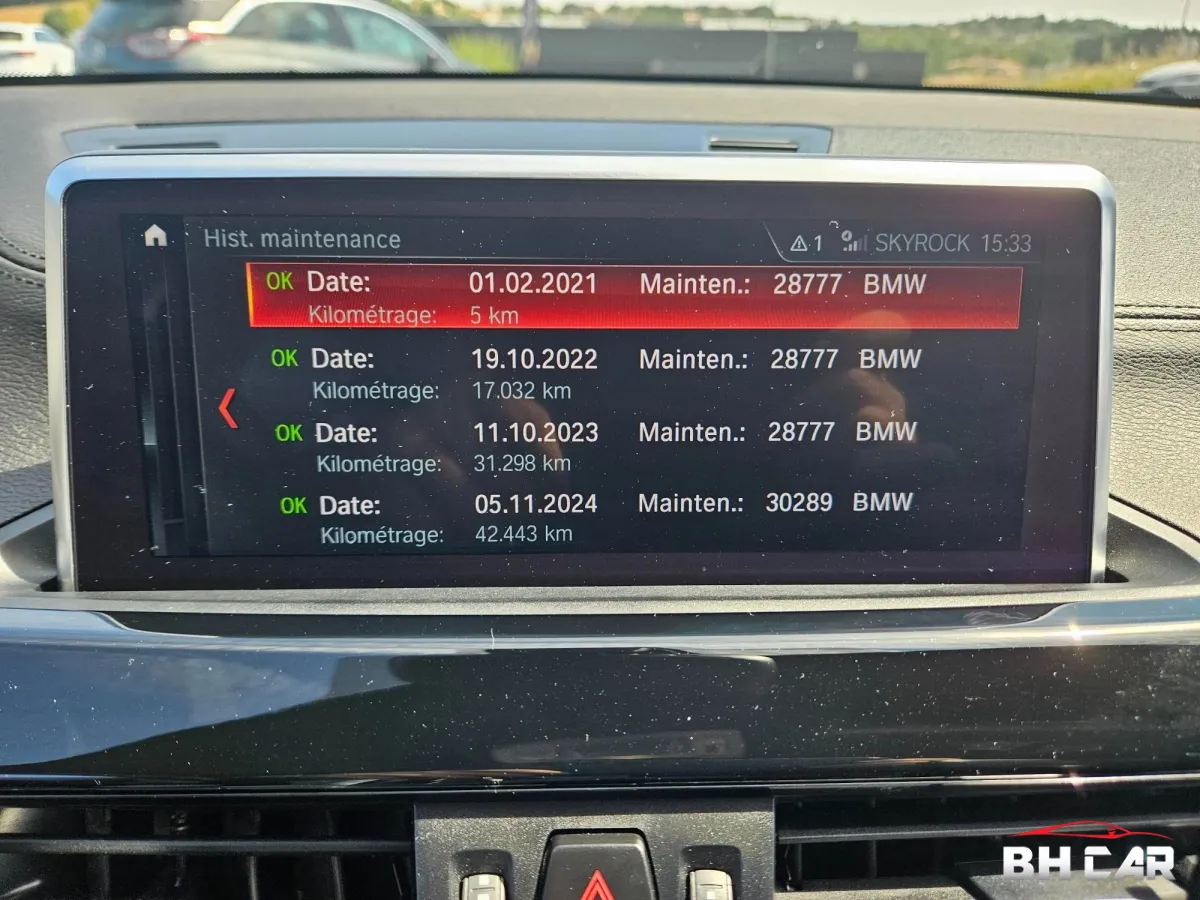 Hist. maintenance 1 SKYROCK 15:33
OK Date: 01.02.2021 Mainten.: 28777 BMW
Kilométrage: 5 km
OK Date: 19.10.2022 Mainten.: 28777 BMW
Kilométrage: 17.032 km
OK Date: 11.10.2023 Mainten.: 28777 BMW
Kilométrage: 31.298 km
OK Date: 05.11.2024 Mainten.: 30289 BMW
Kilométrage: 42.443 km
BH CAR